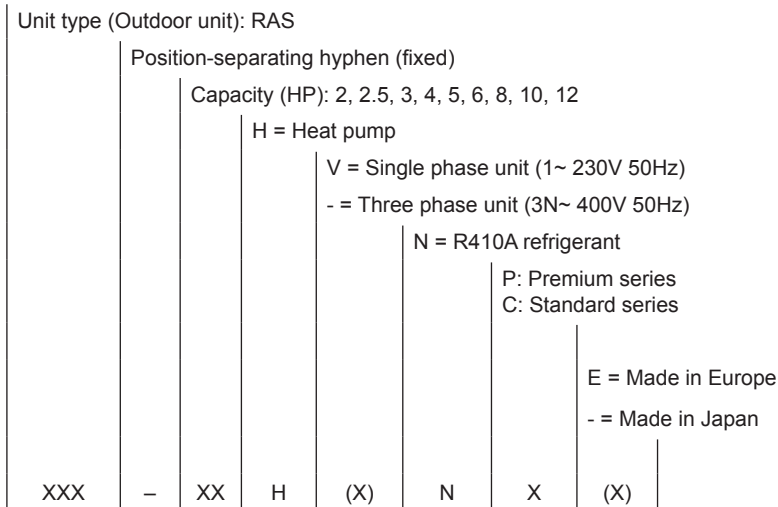 Unit type (Outdoor unit): RAS
Position-separating hyphen (fixed)
Capacity (HP): 2, 2.5, 3, 4, 5, 6, 8, 10, 12
H = Heat pump
V = Single phase unit (1~ 230V 50Hz)
- = Three phase unit (3N~ 400V 50Hz)
N = R410A refrigerant
P: Premium series
C: Standard series
E = Made in Europe
- = Made in Japan
XXX – XX H (X) N X (X)